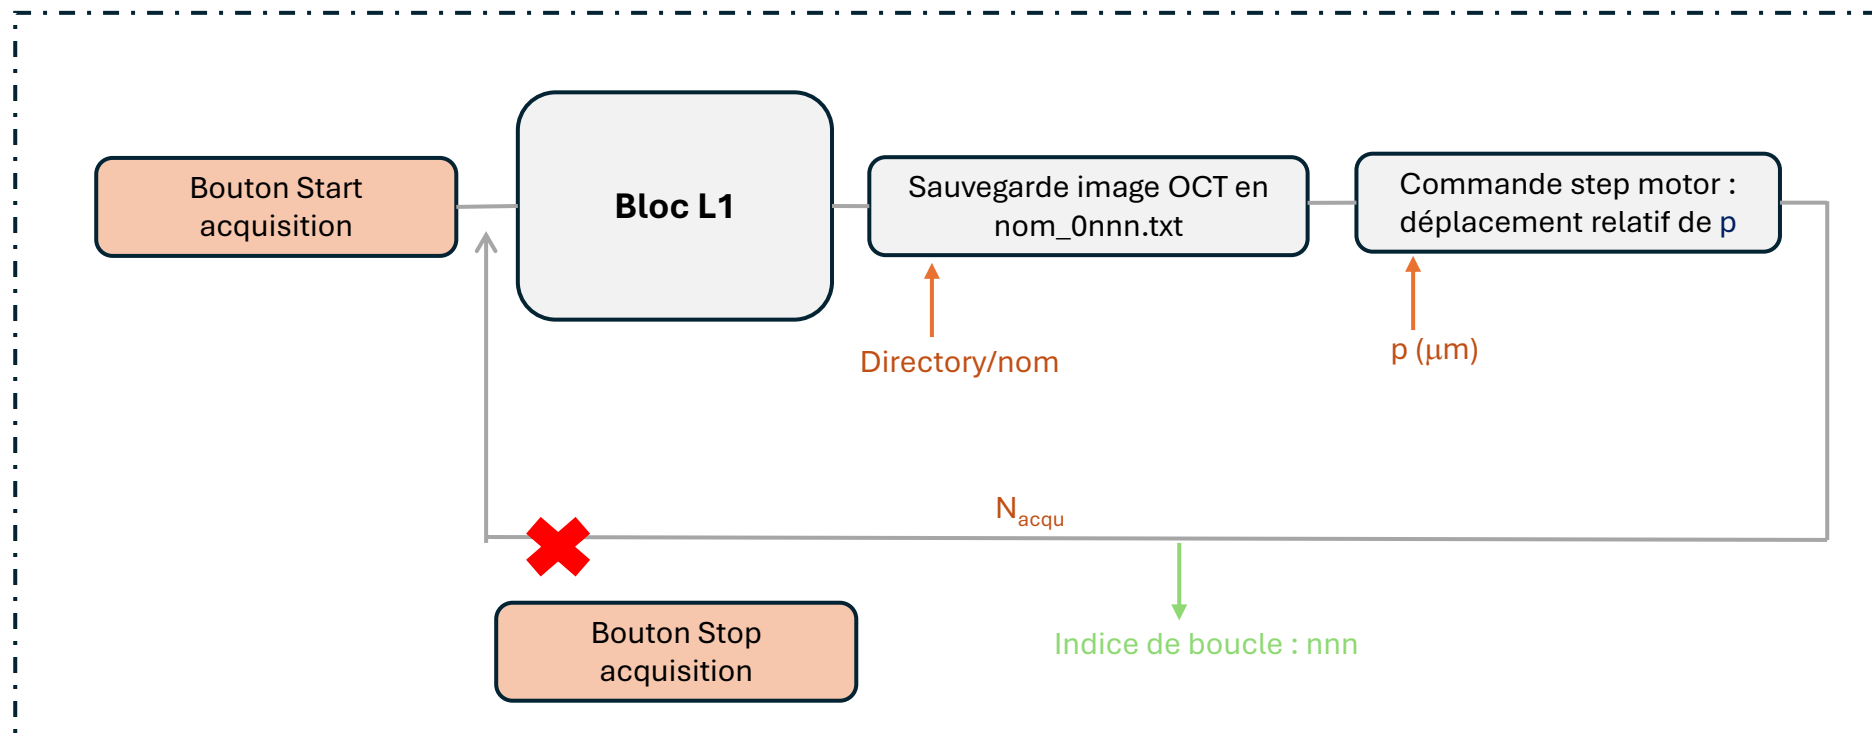 Bouton Start
acquisition
Bloc L1
Sauvegarde image OCT en
nom_0nnn.txt
Commande step motor :
déplacement relatif de p
Directory/nom
p (μm)
Nacqu
Bouton Stop
acquisition
Indice de boucle : nnn